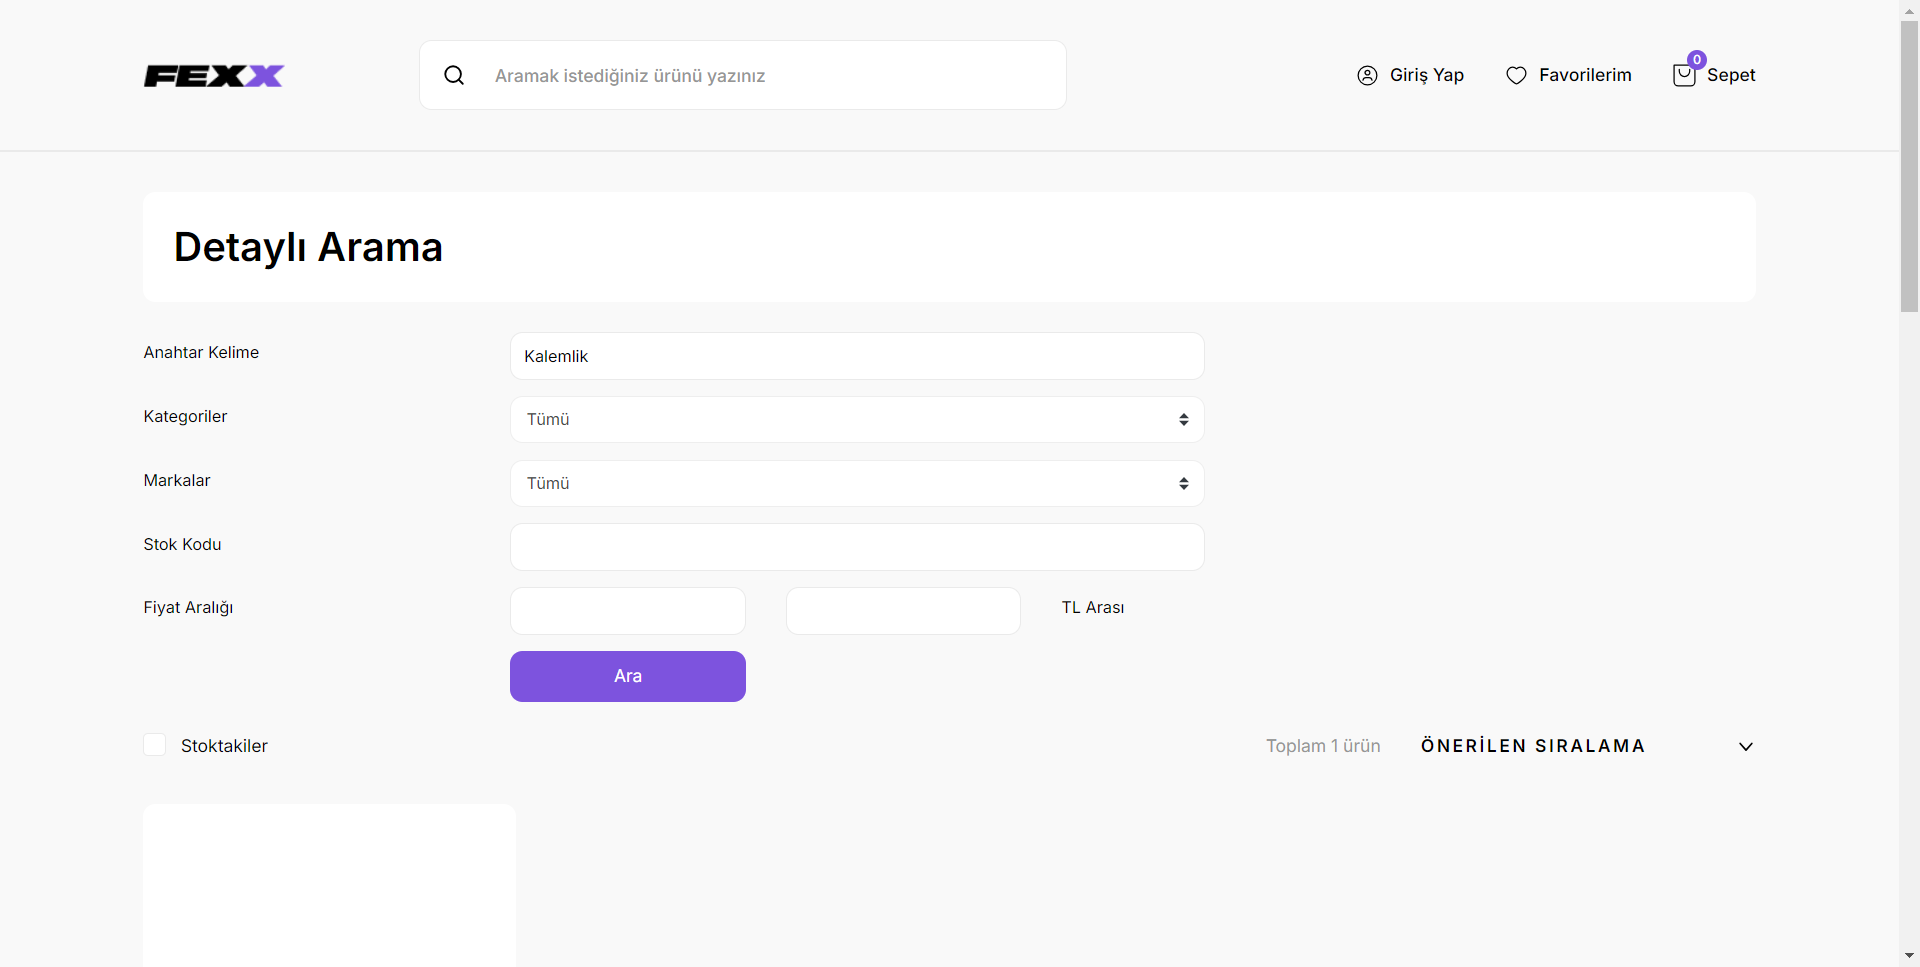 FEXX
Aramak istediğiniz ürünü yazınız
Giriş Yap
Favorilerim
0
Sepet
Detaylı Arama
Anahtar Kelime
Kalemlik
Kategoriler
Tümü
Markalar
Tümü
Stok Kodu
Fiyat Aralığı
TL Arası
Ara
Stoktakiler
Toplam 1 ürün
ÖNERİLEN SIRALAMA